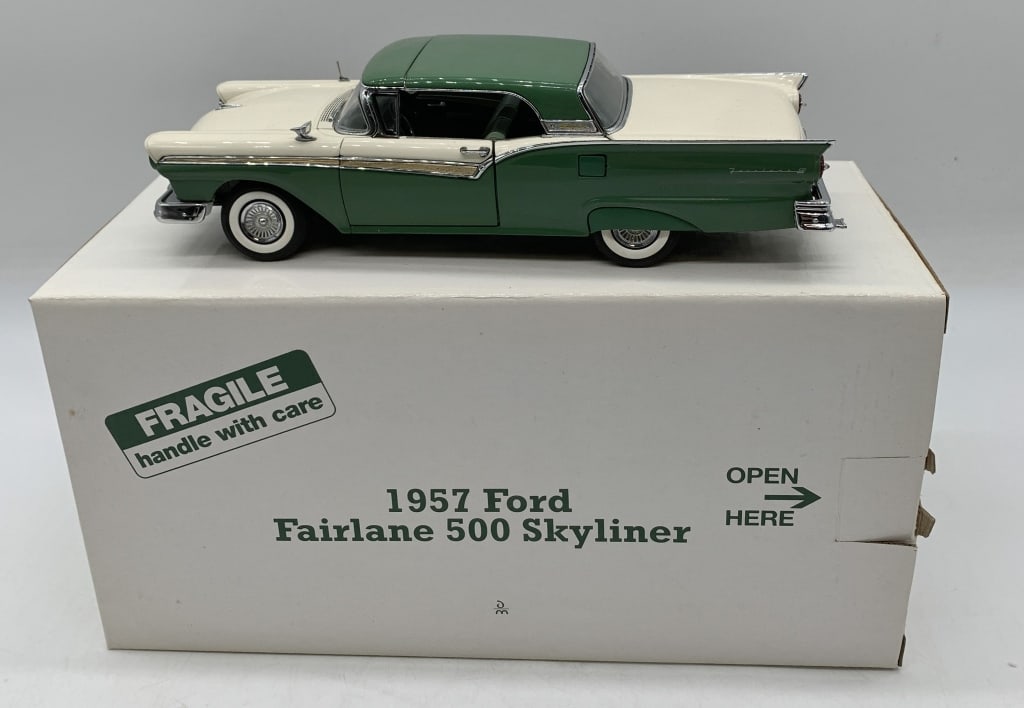 FRAGILE
handle with care
1957 Ford
Fairlane 500 Skyliner
OPEN
HERE